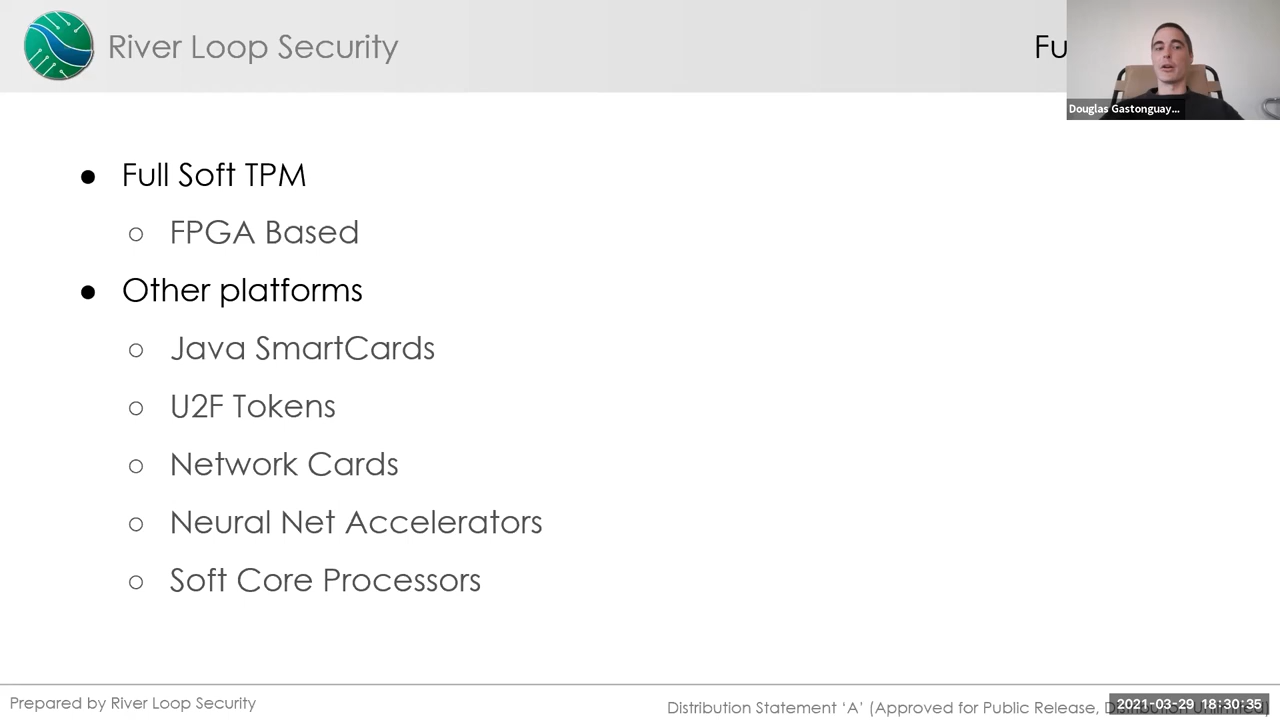 River Loop Security
Fu
Douglas Gastonguay...
● Full Soft TPM
○ FPGA Based
● Other platforms
○ Java SmartCards
○ U2F Tokens
○ Network Cards
○ Neural Net Accelerators
○ Soft Core Processors
Prepared by River Loop Security
Distribution Statement ‘A’ (Approved for Public Release, Distribution Unlimited)
2021-03-29 18:30:35